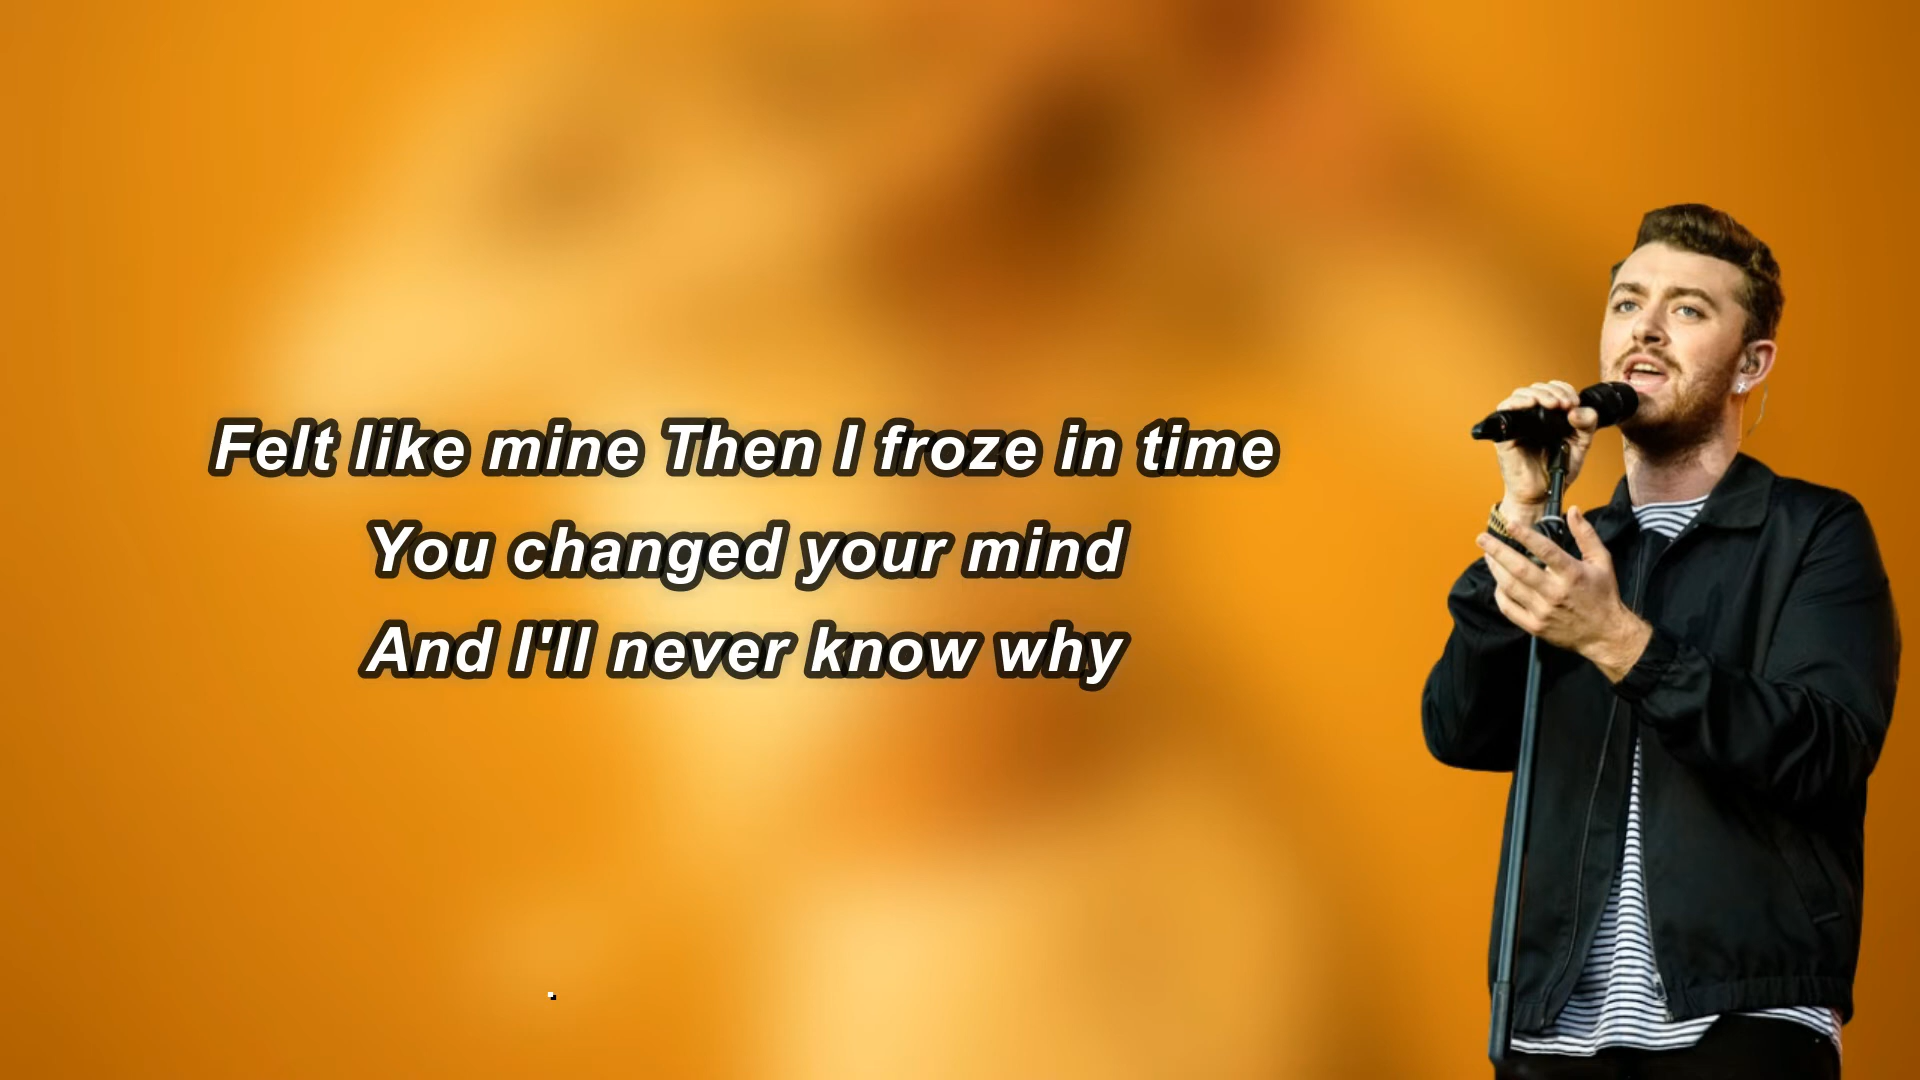 Felt like mine Then I froze in time
You changed your mind
And I'll never know why